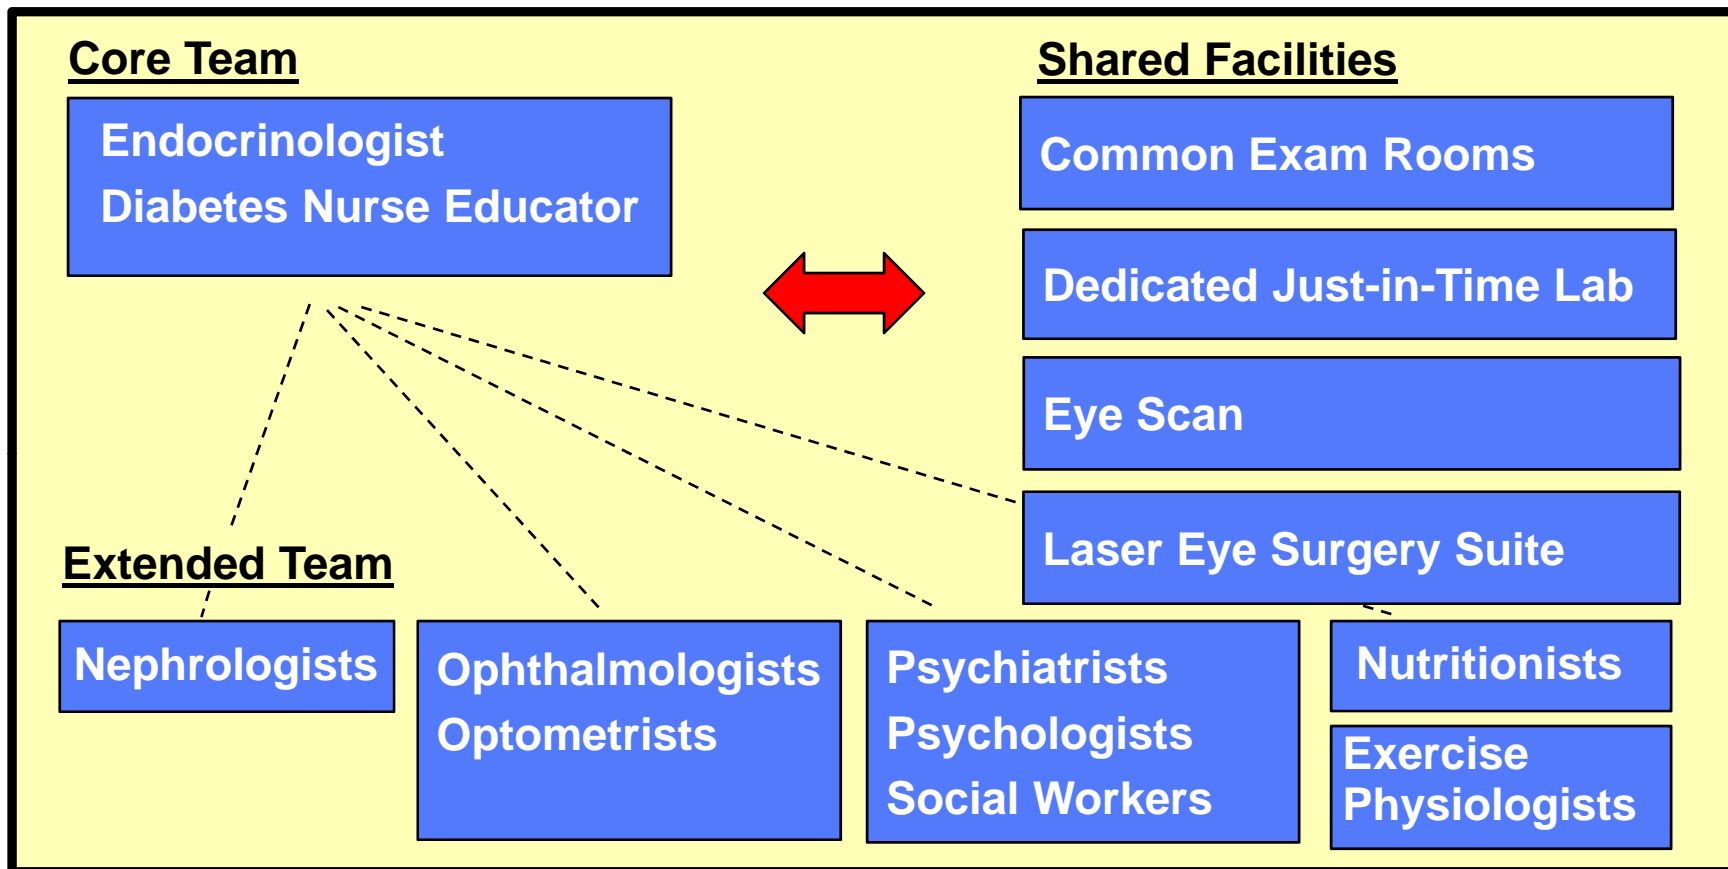 Core Team
Endocrinologist
Diabetes Nurse Educator
Shared Facilities
Common Exam Rooms
Dedicated Just-in-Time Lab
Eye Scan
Laser Eye Surgery Suite
Extended Team
Nephrologists
Ophthalmologists
Optometrists
Psychiatrists
Psychologists
Social Workers
Nutritionists
Exercise
Physiologists